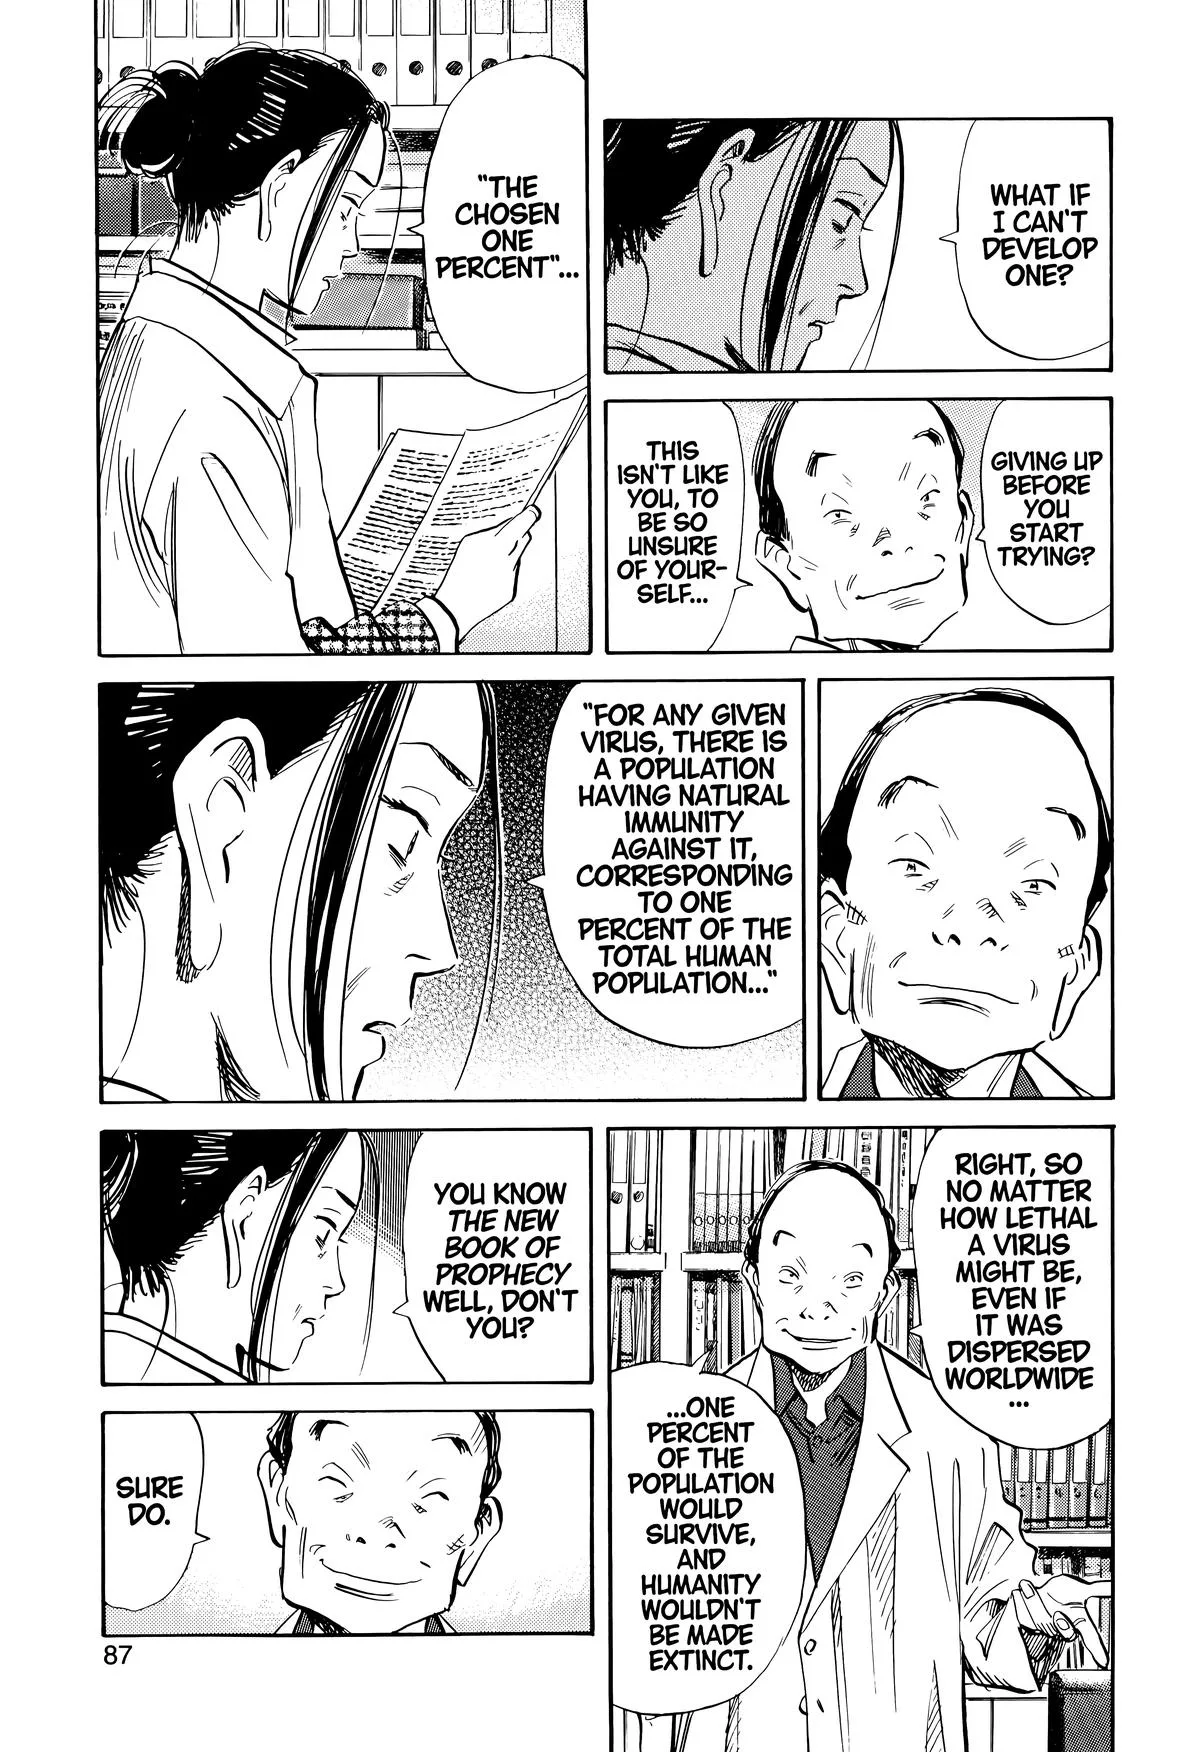 WHAT IF
I CAN'T
DEVELOP
ONE?
GIVING UP
BEFORE
YOU
START
TRYING?
THIS
ISN'T LIKE
YOU, TO
BE SO
UNSURE
OF YOUR-
SELF...
"THE
CHOSEN
ONE
PERCENT"...
"FOR ANY GIVEN
VIRUS, THERE IS
A POPULATION
HAVING NATURAL
IMMUNITY
AGAINST IT,
CORRESPONDING
TO ONE
PERCENT OF THE
TOTAL HUMAN
POPULATION..."
RIGHT, SO
NO MATTER
HOW LETHAL
A VIRUS
MIGHT BE,
EVEN IF
IT WAS
DISPERSED
WORLDWIDE
...
...ONE
PERCENT
OF THE
POPULATION
WOULD
SURVIVE,
AND
HUMANITY
WOULDN'T
BE MADE
EXTINCT.
YOU KNOW
THE NEW
BOOK OF
PROPHECY
WELL, DON'T
YOU?
SURE
DO.
87